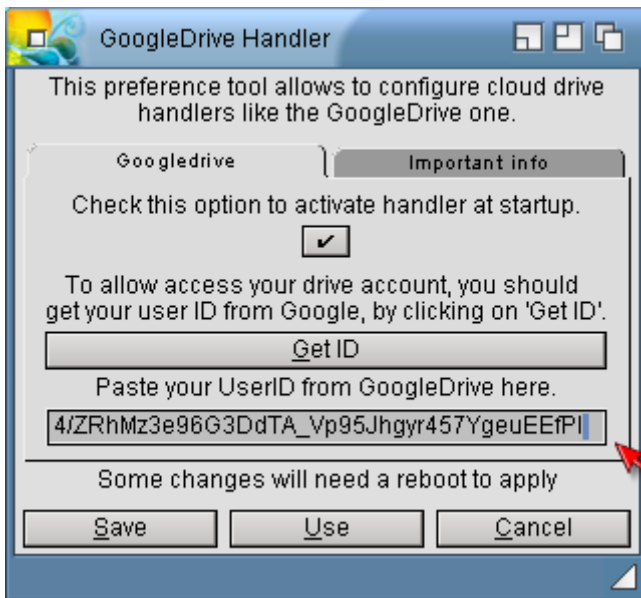 GoogleDrive Handler
This preference tool allows to configure cloud drive
handlers like the GoogleDrive one.
Googledrive
Important info
Check this option to activate handler at startup.
To allow access your drive account, you should
get your user ID from Google, by clicking on 'Get ID'.
Get ID
Paste your UserID from GoogleDrive here.
4/ZRhMz3e96G3DdTA_Vp95Jhgyr457YgeuEEfPI
Some changes will need a reboot to apply
Save
Use
Cancel